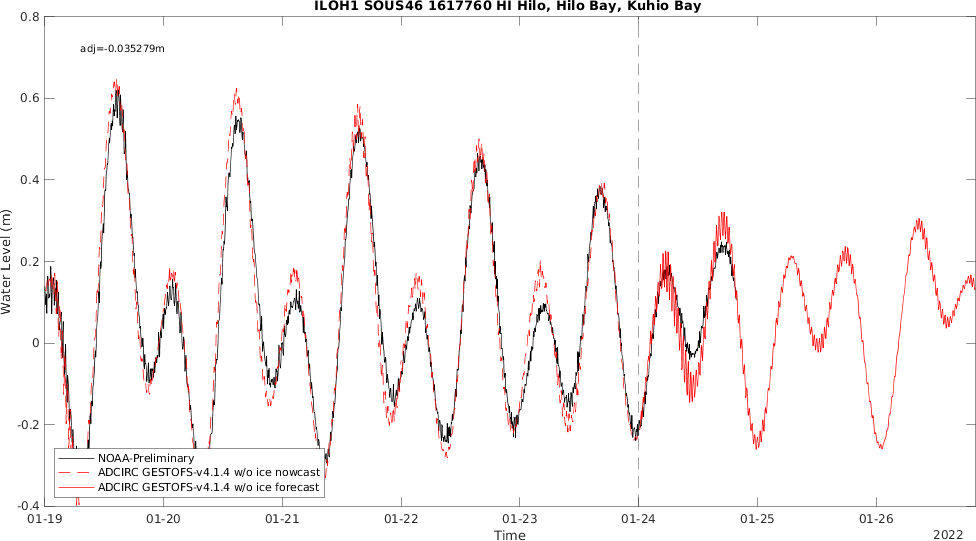 ILOH1 SOUS46 1617760 HI Hilo, Hilo Bay, Kuhio Bay
adj=-0.035279m
0.8
0.6
0.4
0.2
0
-0.2
-0.4
Water Level (m)
NOAA-Preliminary
ADCIRC GESTOFS-v4.1.4 w/o ice nowcast
ADCIRC GESTOFS-v4.1.4 w/o ice forecast
01-19 01-20 01-21 01-22 01-23 01-24 01-25 01-26
Time
2022